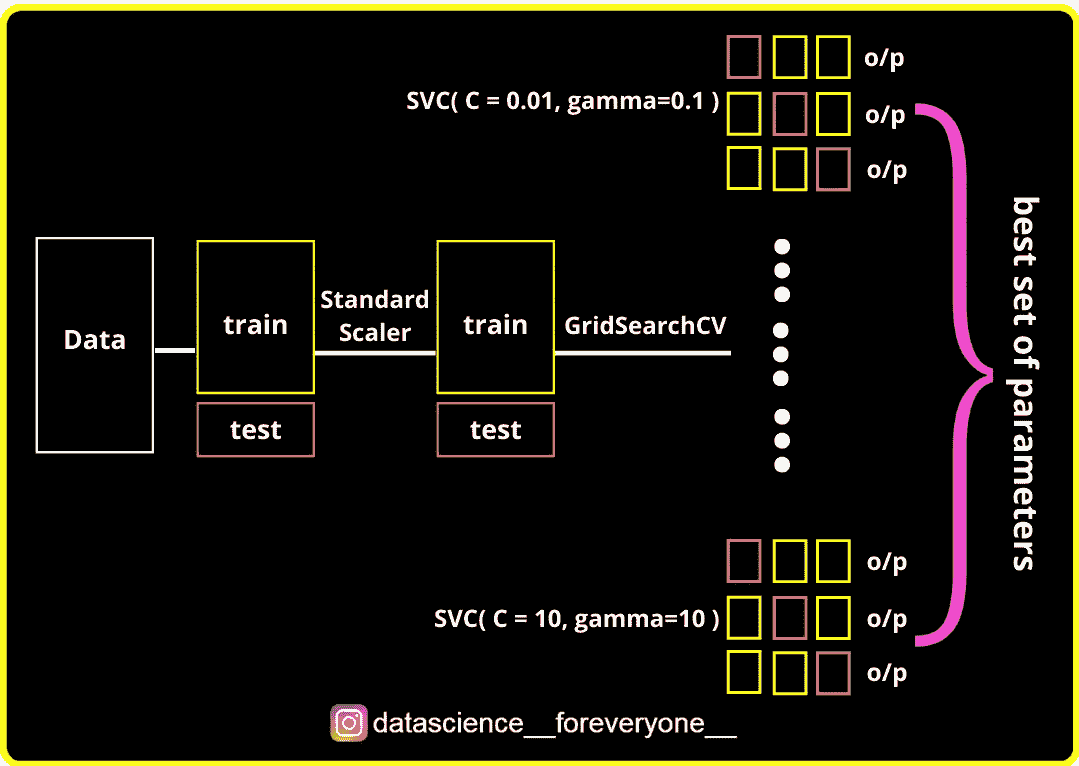 o/p
SVC( C = 0.01, gamma=0.1 )
o/p
o/p
Data
train
test
Standard
Scaler
train
test
GridSearchCV
best set of parameters
o/p
SVC( C = 10, gamma=10 )
o/p
o/p
datascience__foreveryone__